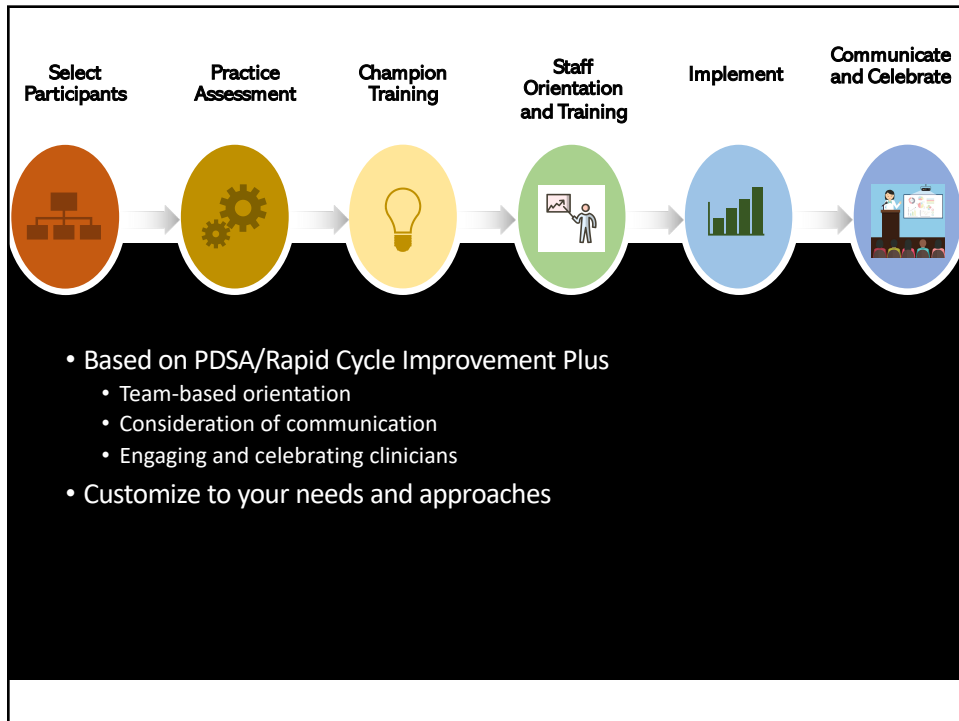 Select
Participants
Practice
Assessment
Champion
Training
Staff
Orientation
and Training
Implement
Communicate
and Celebrate
• Based on PDSA/Rapid Cycle Improvement Plus
• Team-based orientation
• Consideration of communication
• Engaging and celebrating clinicians
• Customize to your needs and approaches